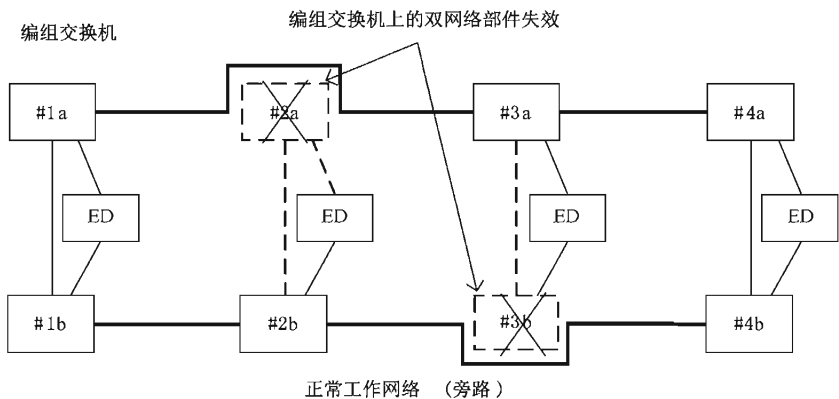 编组交换机上的双网络部件失效
编组交换机
#1a
#2a
#3a
#4a
ED
ED
ED
ED
#1b
#2b
#3b
#4b
正常工作网络 （旁路）